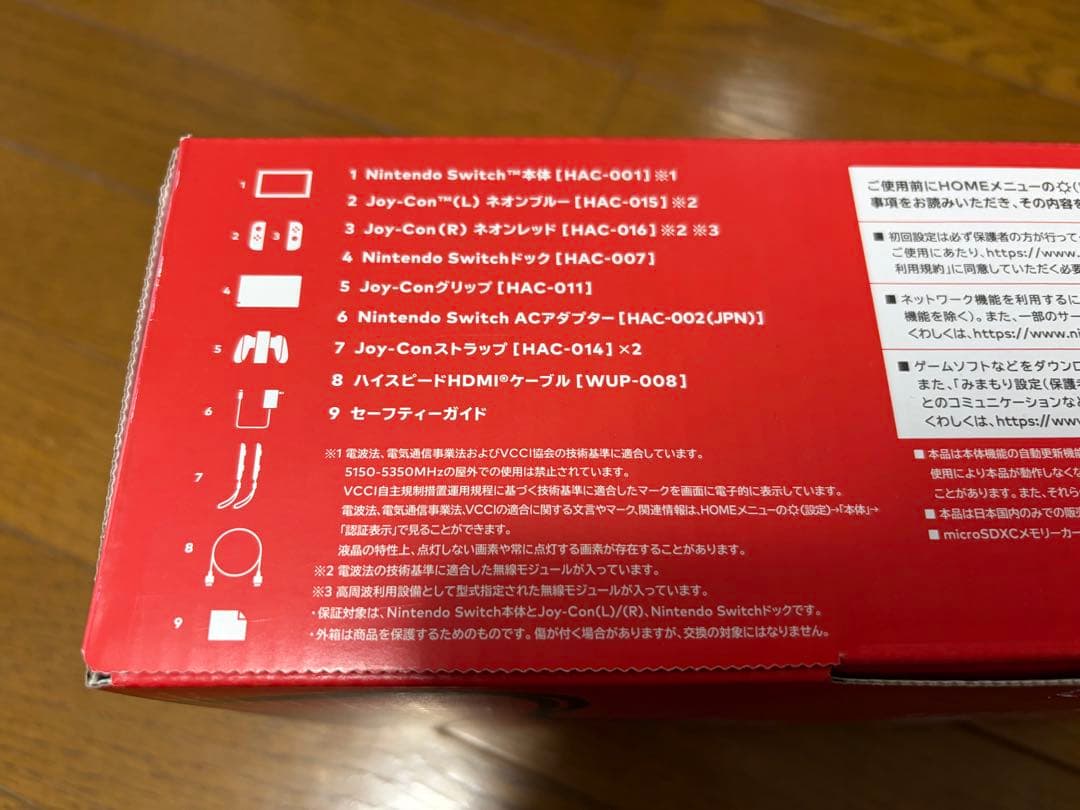 1 Nintendo Switch™本体[HAC-001]※1
2 Joy-Con™(L) ネオンブルー[HAC-015]※2
3 Joy-Con(R) ネオンレッド[HAC-016]※2 ※3
4 Nintendo Switchドック[HAC-007]
5 Joy-Conグリップ[HAC-011]
6 Nintendo Switch ACアダプター[HAC-002(JPN)]
7 Joy-Conストラップ[HAC-014]×2
8 ハイスピードHDMI®ケーブル[WUP-008]
9 セーフティーガイド
※1 電波法、電気通信事業法およびVCCI協会の技術基準に適合しています。
5150-5350MHzの屋外での使用は禁止されています。
VCCI自主規制措置運用規程に基づく技術基準に適合したマークを画面に電子的に表示しています。
電波法、電気通信事業法、VCCIの適合に関する文言やマーク、関連情報は、HOMEメニューの(設定)→「本体」→
「認証表示」で見ることができます。
液晶の特性上、点灯しない画素や常に点灯する画素が存在することがあります。
※2 電波法の技術基準に適合した無線モジュールが入っています。
※3 高周波利用設備として型式指定された無線モジュールが入っています。
・保証対象は、Nintendo Switch本体とJoy-Con(L)/(R)、Nintendo Switchドックです。
・外箱は商品を保護するためのものです。傷が付く場合がありますが、交換の対象にはなりません。
1
2 3
4
5
6
7
8
9
ご使用前にHOMEメニューの(
事項をお読みいただき、その内容を
■ 初回設定は必ず保護者の方が行って
ご使用にあたり、https://www.
利用規約」に同意していただく必要
■ ネットワーク機能を利用するに
機能を除く)。また、一部のサー
くわしくは、https://www.ni
■ ゲームソフトなどをダウンロ
また、「みまもり設定(保護者
とのコミュニケーションな
くわしくは、https://www
■ 本品は本体機能の自動更新機能
使用により本品が動作しなくな
ことがあります。また、それら
■ 本品は日本国内のみでの販売
■ microSDXCメモリーカー